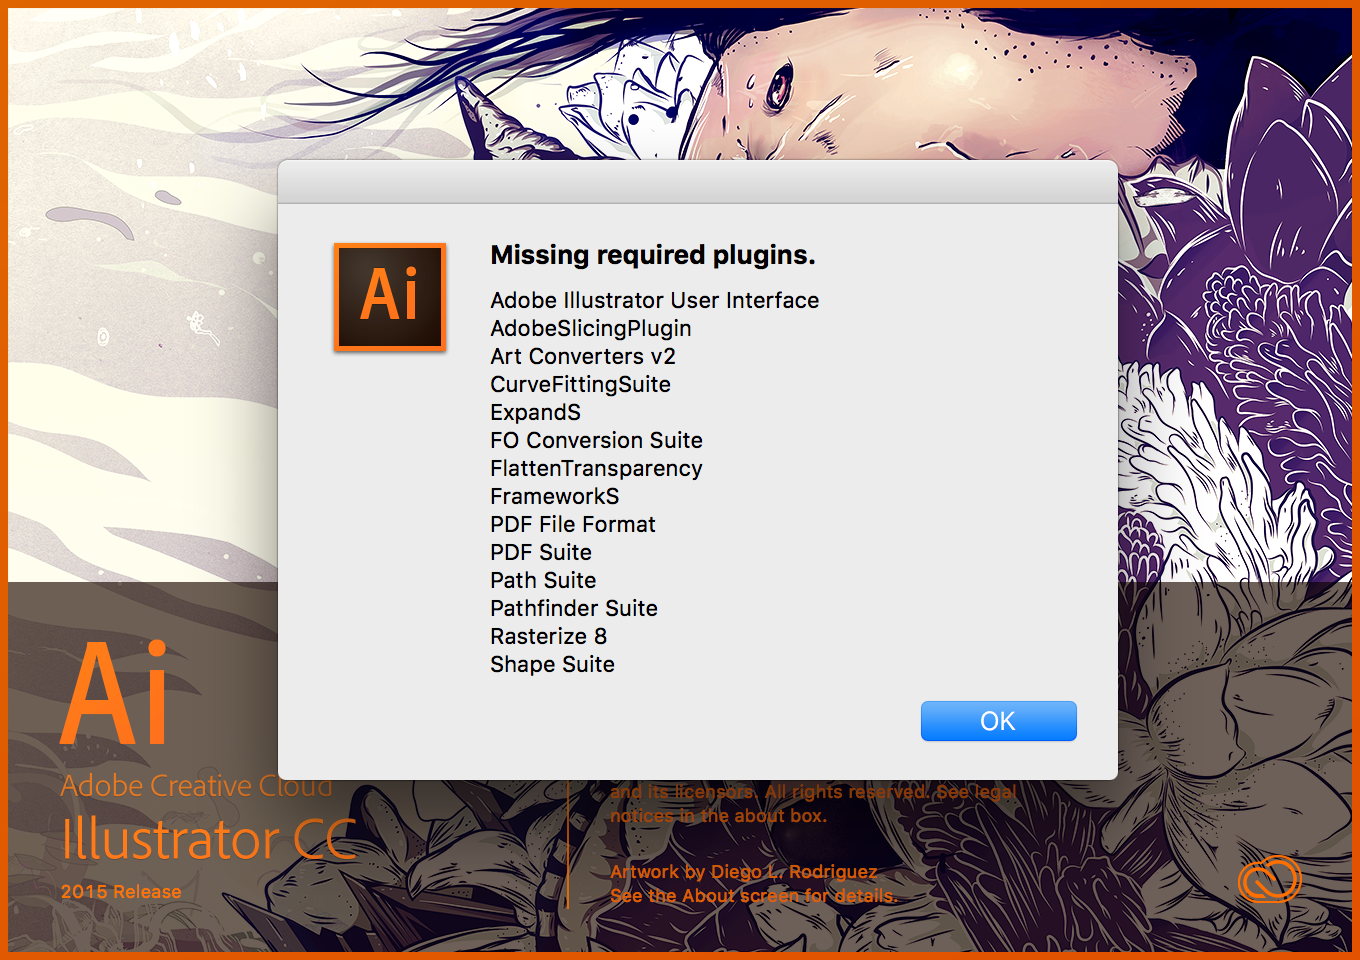 Ai
Missing required plugins.
Adobe Illustrator User Interface
AdobeSlicingPlugin
Art Converters v2
CurveFittingSuite
ExpandS
FO Conversion Suite
FlattenTransparency
FrameworkS
PDF File Format
PDF Suite
Path Suite
Pathfinder Suite
Rasterize 8
Shape Suite
OK
Ai
Adobe Creative Cloud
Illustrator CC
2015 Release
and its licensors. All rights reserved. See legal
notices in the about box.
Artwork by Diego L. Rodriguez
See the About screen for details.